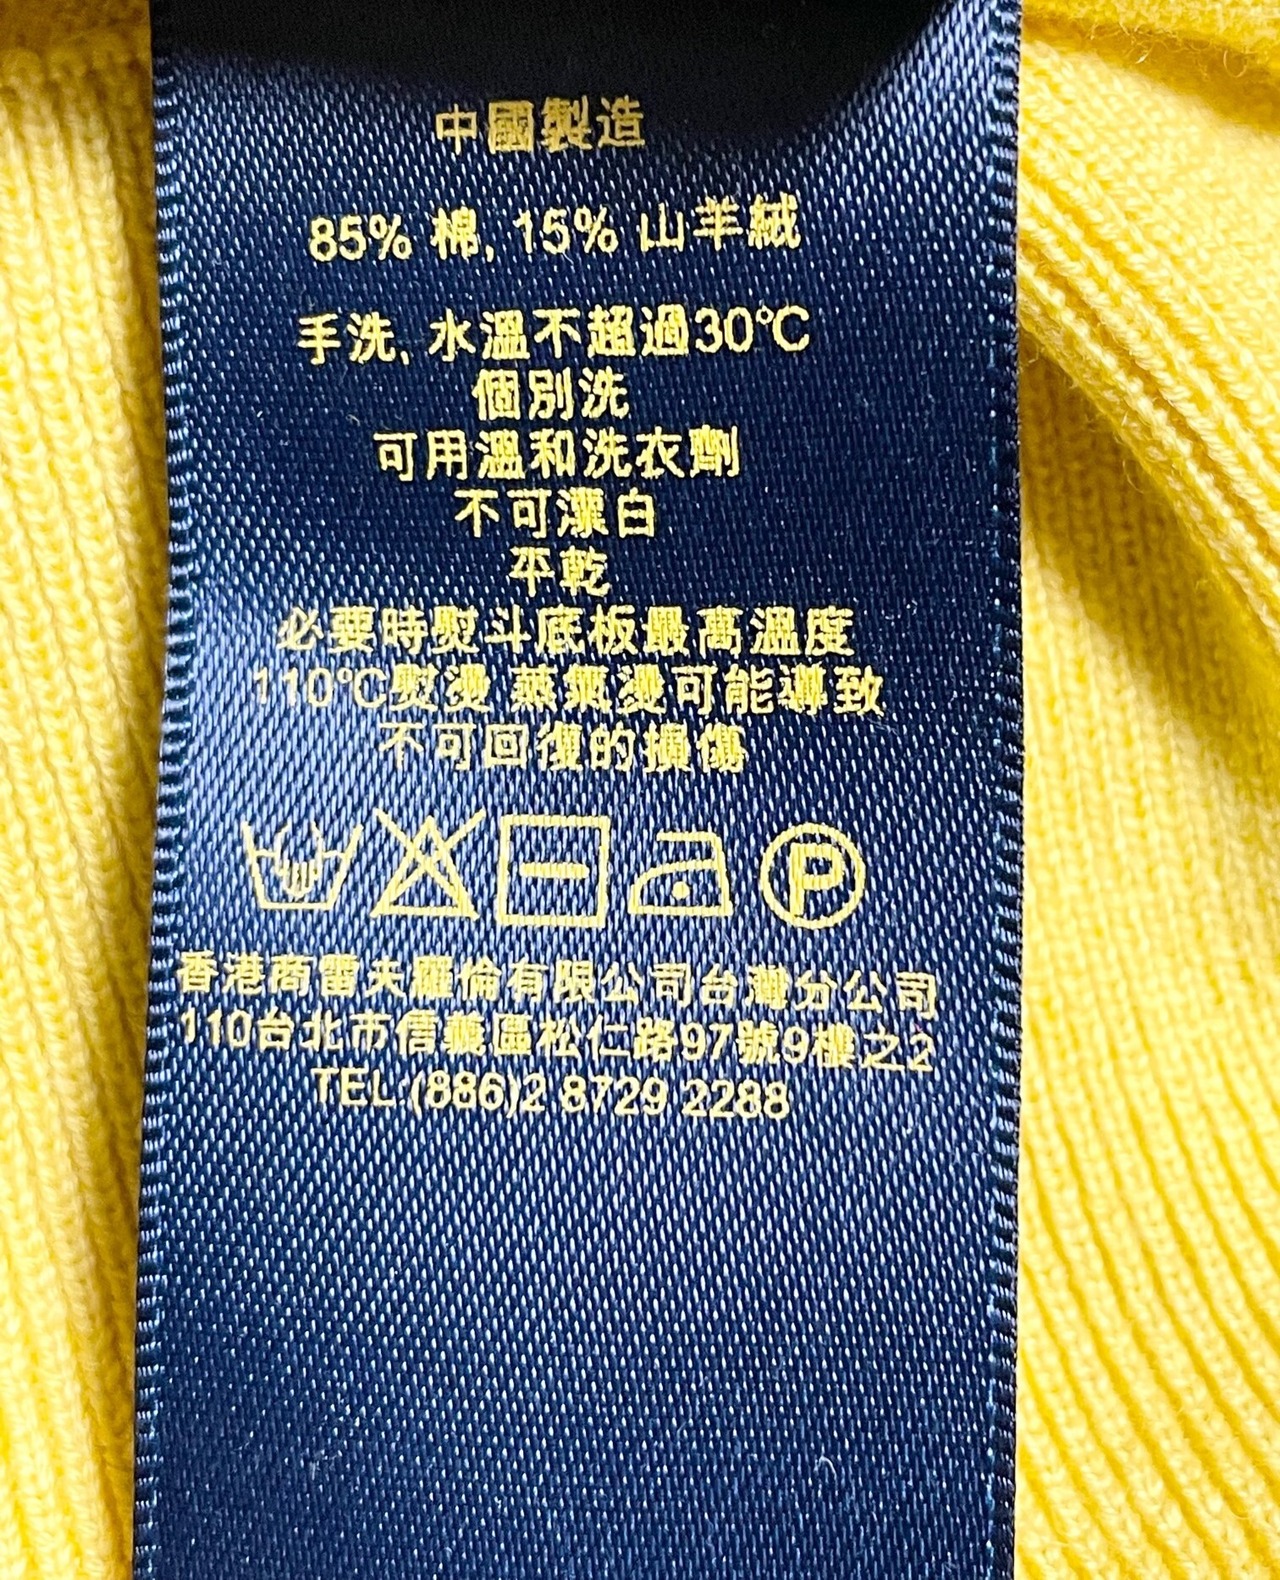 中國製造
85% 棉, 15% 山羊絨
手洗, 水溫不超過30°C
個別洗
可用溫和洗衣劑
不可漂白
平乾
必要時熨斗底板最高溫度
110°C熨燙 蒸氣燙可能導致
不可回復的損傷
P
香港商雷夫羅倫有限公司台灣分公司
110台北市信義區松仁路97號9樓之2
TEL:(886)2 8729 2288